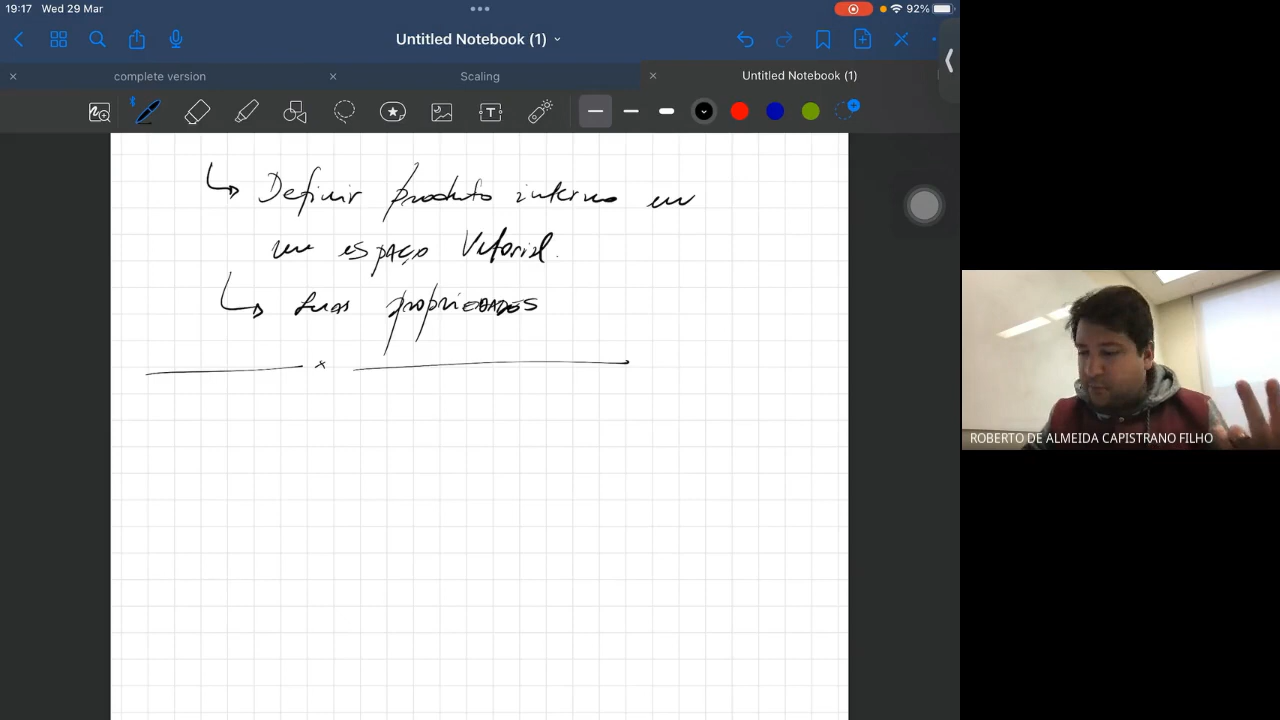 19:17 Wed 29 Mar
92%
Untitled Notebook (1)
complete version
Scaling
Untitled Notebook (1)
T
Definir produto interno em
um espaço Vetorial.
suas propriEDADES
x
ROBERTO DE ALMEIDA CAPISTRANO FILHO